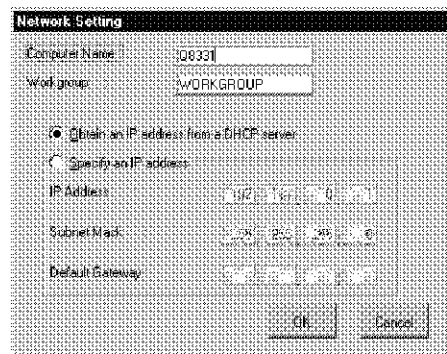 Network Setting
Computer Name
Q8331
Workgroup
WORKGROUP
Obtain an IP address from a DHCP server
Specify an IP address
IP Address
Subnet Mask
Default Gateway
OK
Cancel